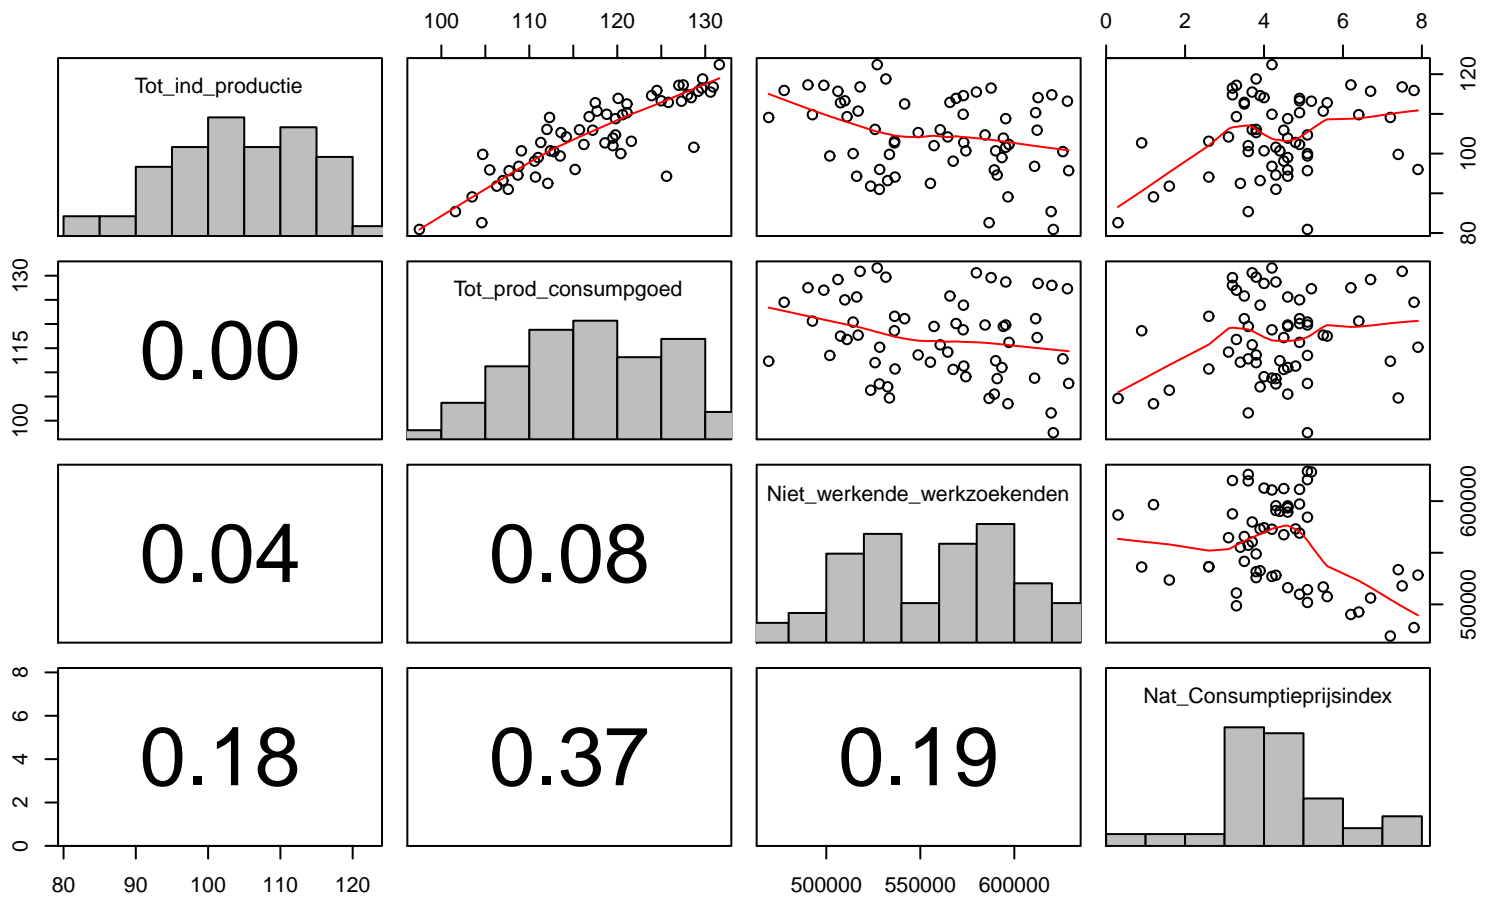 100 110 120 130
0 2 4 6 8
Tot_ind_productie
80 100 120
Tot_prod_consumpgoed
100 115 130
0.00
Niet_werkende_werkzoekenden
0.04
0.08
500000 600000
Nat_Consumptieprijsindex
0 2 4 6 8
0.18
0.37
0.19
80 90 100 110 120
500000 550000 600000